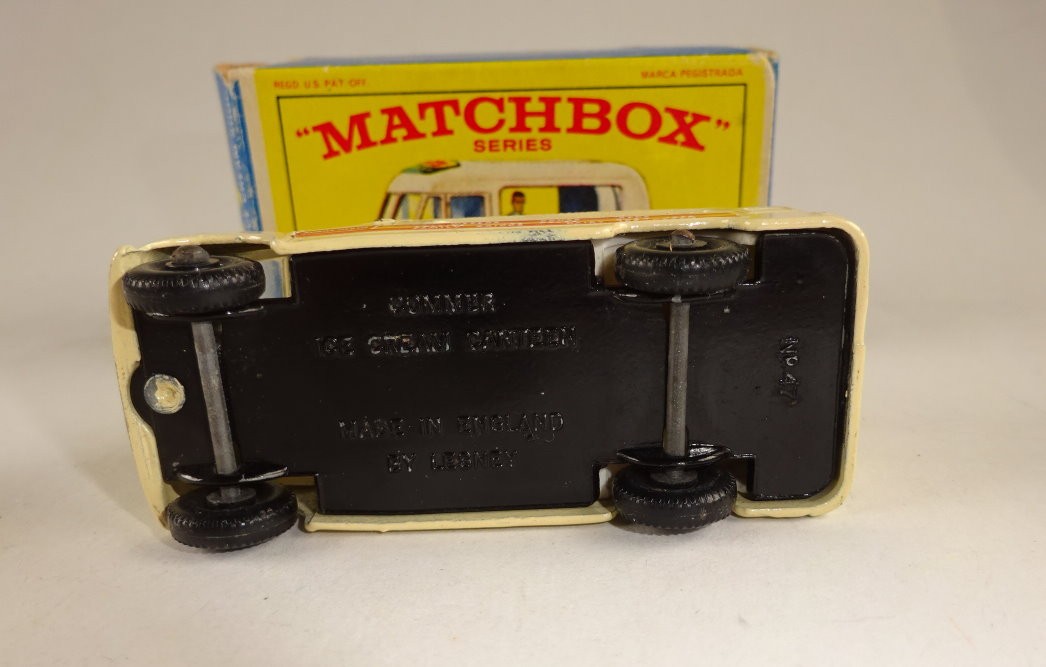 REGD U.S. PAT. OFF.
MARCA REGISTRADA
"MATCHBOX"
SERIES
COMMER
ICE CREAM CANTEEN
MADE IN ENGLAND
BY LESNEY
No 47